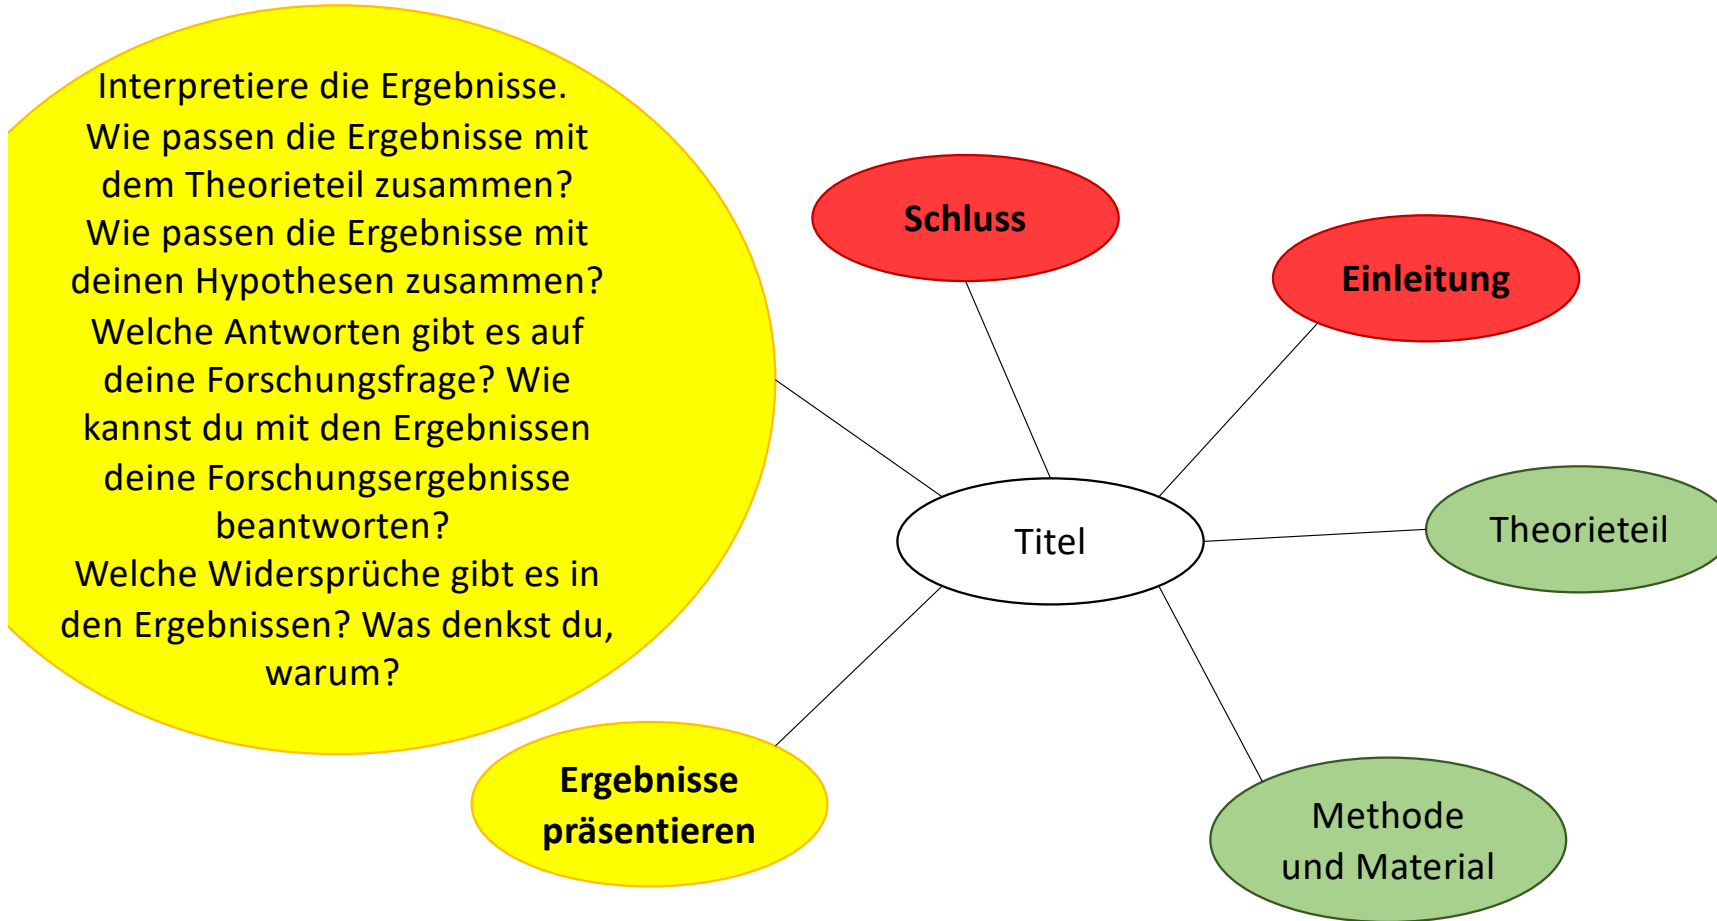 Interpretiere die Ergebnisse.
Wie passen die Ergebnisse mit
dem Theorieteil zusammen?
Wie passen die Ergebnisse mit
deinen Hypothesen zusammen?
Welche Antworten gibt es auf
deine Forschungsfrage? Wie
kannst du mit den Ergebnissen
deine Forschungsergebnisse
beantworten?
Welche Widersprüche gibt es in
den Ergebnissen? Was denkst du,
warum?
Schluss
Einleitung
Titel
Theorieteil
Ergebnisse
präsentieren
Methode
und Material